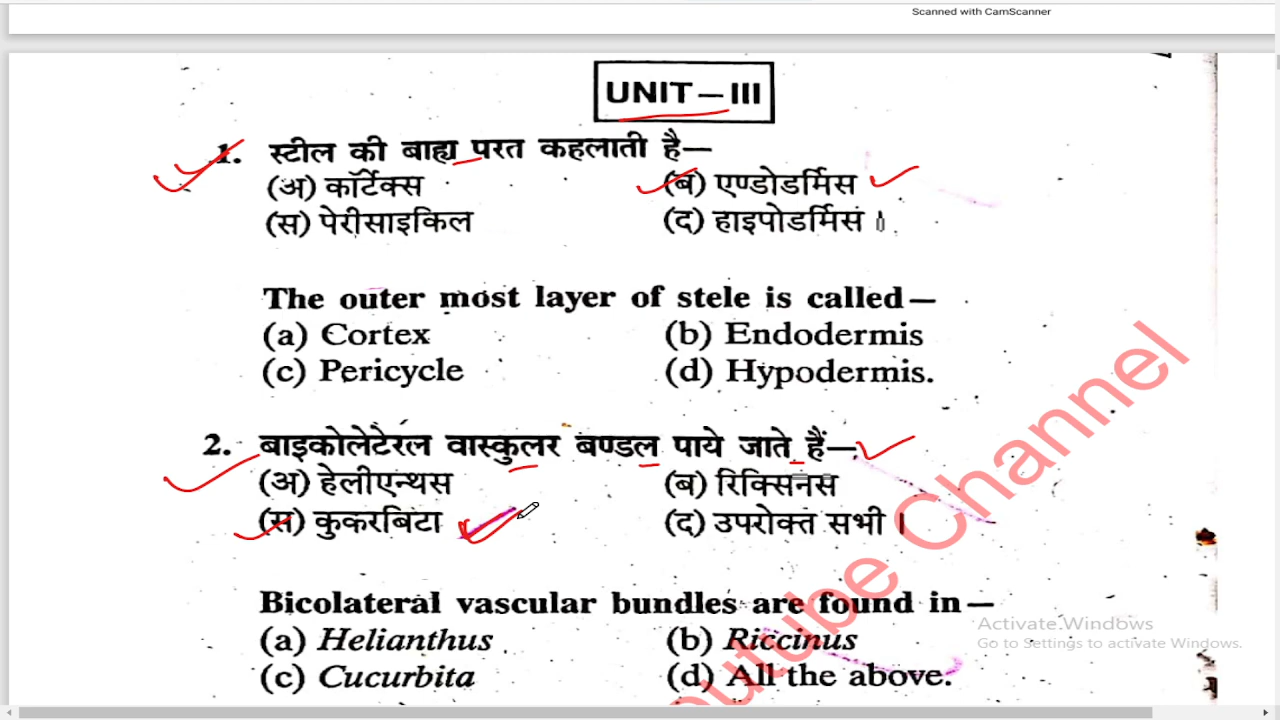 Scanned with CamScanner
UNIT – III
1. स्टील की बाह्य परत कहलाती है–
(अ) कॉर्टेक्स (ब) एण्डोडर्मिस
(स) पेरीसाइकिल (द) हाइपोडर्मिस ।
The outer most layer of stele is called–
(a) Cortex (b) Endodermis
(c) Pericycle (d) Hypodermis.
2. बाइकोलेटेरल वास्कुलर बण्डल पाये जाते हैं–
(अ) हेलीएन्थस (ब) रिक्सिनस
(स) कुकरबिटा (द) उपरोक्त सभी ।
Bicolateral vascular bundles are found in–
(a) Helianthus (b) Riccinus
(c) Cucurbita (d) All the above.
outube Channel
Activate Windows
Go to Settings to activate Windows.